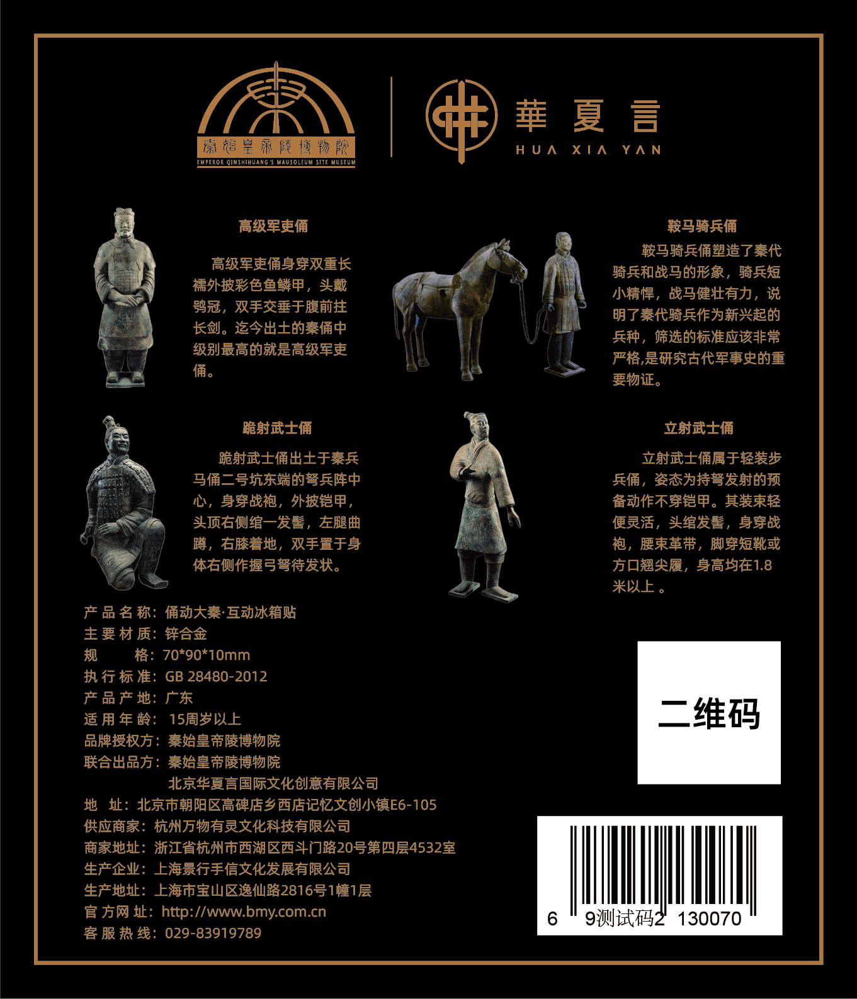 秦始皇帝陵博物院
EMPEROR QINSHIHUANG'S MAUSOLEUM SITE MUSEUM
華夏言
HUA XIA YAN
高级军吏俑
高级军吏俑身穿双重长
襦外披彩色鱼鳞甲，头戴
鹖冠，双手交垂于腹前拄
长剑。迄今出土的秦俑中
级别最高的就是高级军吏
俑。
鞍马骑兵俑
鞍马骑兵俑塑造了秦代
骑兵和战马的形象，骑兵短
小精悍，战马健壮有力，说
明了秦代骑兵作为新兴起的
兵种，筛选的标准应该非常
严格,是研究古代军事史的重
要物证。
跪射武士俑
跪射武士俑出土于秦兵
马俑二号坑东端的弩兵阵中
心，身穿战袍，外披铠甲，
头顶右侧绾一发髻，左腿曲
蹲，右膝着地，双手置于身
体右侧作握弓弩待发状。
立射武士俑
立射武士俑属于轻装步
兵俑，姿态为持弩发射的预
备动作不穿铠甲。其装束轻
便灵活，头绾发髻，身穿战
袍，腰束革带，脚穿短靴或
方口翘尖履，身高均在1.8
米以上 。
产品名称：俑动大秦·互动冰箱贴
主要材质：锌合金
规 格：70*90*10mm
执行标准：GB 28480-2012
产品产地：广东
适用年龄： 15周岁以上
品牌授权方：秦始皇帝陵博物院
联合出品方：秦始皇帝陵博物院
北京华夏言国际文化创意有限公司
地 址：北京市朝阳区高碑店乡西店记忆文创小镇E6-105
供应商家：杭州万物有灵文化科技有限公司
商家地址：浙江省杭州市西湖区西斗门路20号第四层4532室
生产企业：上海景行手信文化发展有限公司
生产地址：上海市宝山区逸仙路2816号1幢1层
官方网址：http://www.bmy.com.cn
客服热线：029-83919789
二维码
6 9测试码2 130070